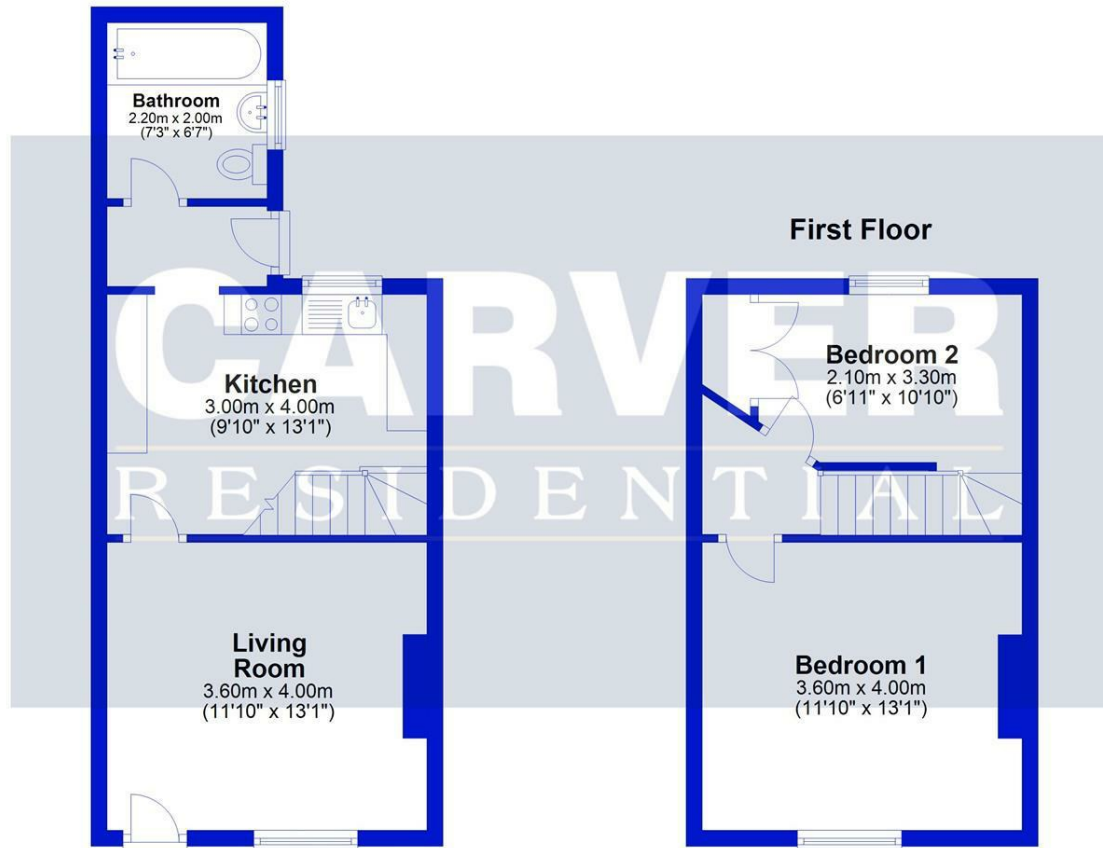 Bathroom
2.20m x 2.00m
(7'3" x 6'7")
First Floor
CARVER
RESIDENTIAL
Kitchen
3.00m x 4.00m
(9'10" x 13'1")
Bedroom 2
2.10m x 3.30m
(6'11" x 10'10")
Living
Room
3.60m x 4.00m
(11'10" x 13'1")
Bedroom 1
3.60m x 4.00m
(11'10" x 13'1")